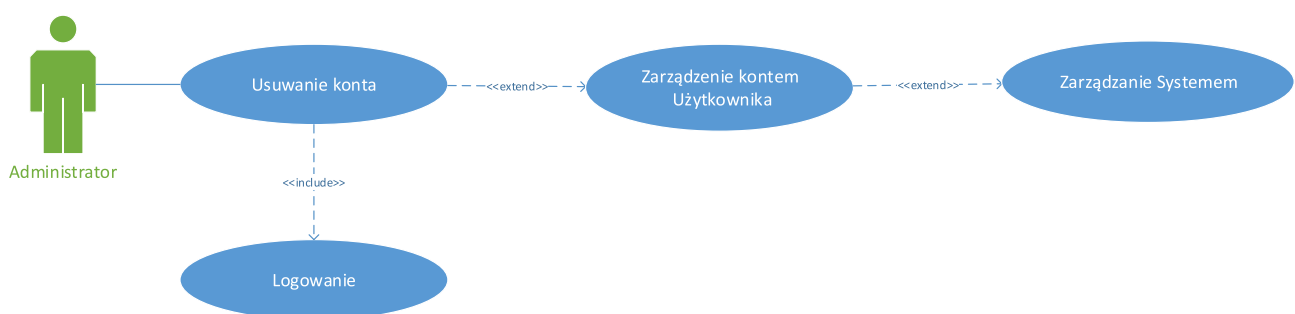 Administrator
Usuwanie konta
<<extend>>
Zarządzenie kontem
Użytkownika
<<extend>>
Zarządzanie Systemem
<<include>>
Logowanie